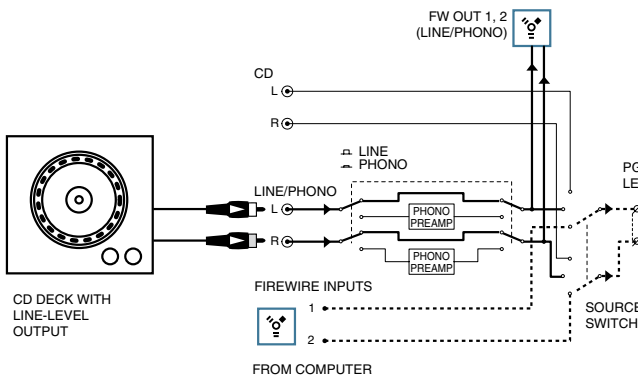 FW OUT 1, 2
(LINE/PHONO)
CD
L
R
LINE
PHONO
LINE/PHONO
L
R
PHONO
PREAMP
PHONO
PREAMP
CD DECK WITH
LINE-LEVEL
OUTPUT
FIREWIRE INPUTS
1
2
FROM COMPUTER
SOURCE
SWITCH